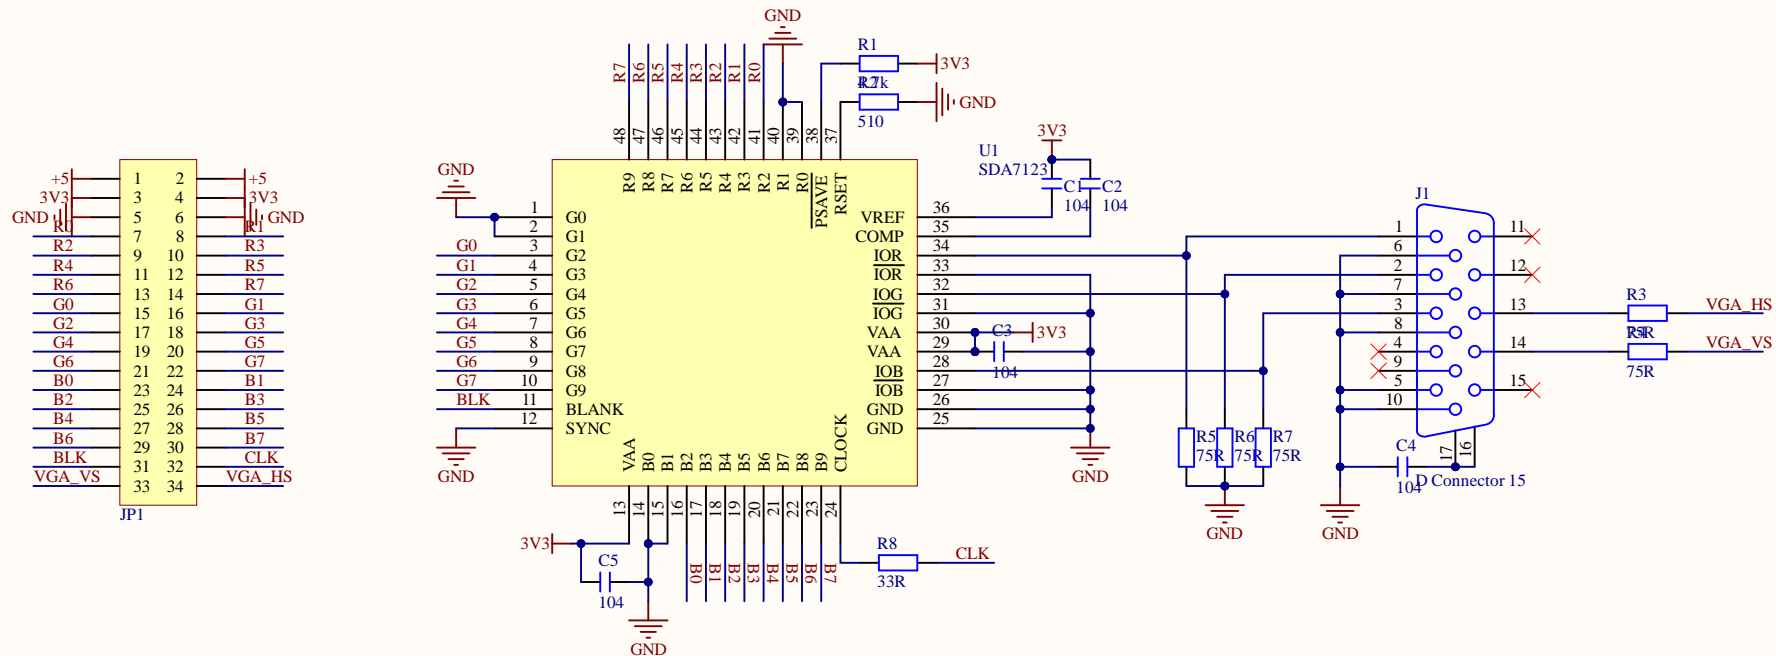 GND
R7
R6
R5
R4
R3
R2
R1
R0
R1
3V3
4.7k
R2
GND
510
48
47
46
45
44
43
42
41
40
39
38
37
R9
R8
R7
R6
R5
R4
R3
R2
R1
R0
PSAVE
RSET
U1
SDA7123
3V3
C1
104
C2
104
+5 1 2 +5
3V3 3 4 3V3
GND 5 6 GND
R0 7 8 R1
R2 9 10 R3
R4 11 12 R5
R6 13 14 R7
G0 15 16 G1
G2 17 18 G3
G4 19 20 G5
G6 21 22 G7
B0 23 24 B1
B2 25 26 B3
B4 27 28 B5
B6 29 30 B7
BLK 31 32 CLK
VGA_VS 33 34 VGA_HS
JP1
GND
1 G0
2 G1
G0 3 G2
G1 4 G3
G2 5 G4
G3 6 G5
G4 7 G6
G5 8 G7
G6 9 G8
G7 10 G9
BLK 11 BLANK
12 SYNC
GND
VREF 36
COMP 35
IOR 34
IOR 33
IOG 32
IOG 31
VAA 30
VAA 29
IOB 28
IOB 27
GND 26
GND 25
C3
3V3
104
GND
VAA
B0
B1
B2
B3
B4
B5
B6
B7
B8
B9
CLOCK
13
14
15
16
17
18
19
20
21
22
23
24
3V3
C5
104
GND
B0
B1
B2
B3
B4
B5
B6
B7
R8
33R
CLK
R5
75R
R6
75R
R7
75R
GND
J1
1
6
2
7
3
8
4
9
5
10
11
12
13
14
15
17
16
C4
104
D Connector 15
GND
R3
VGA_HS
75R
R4
VGA_VS
75R